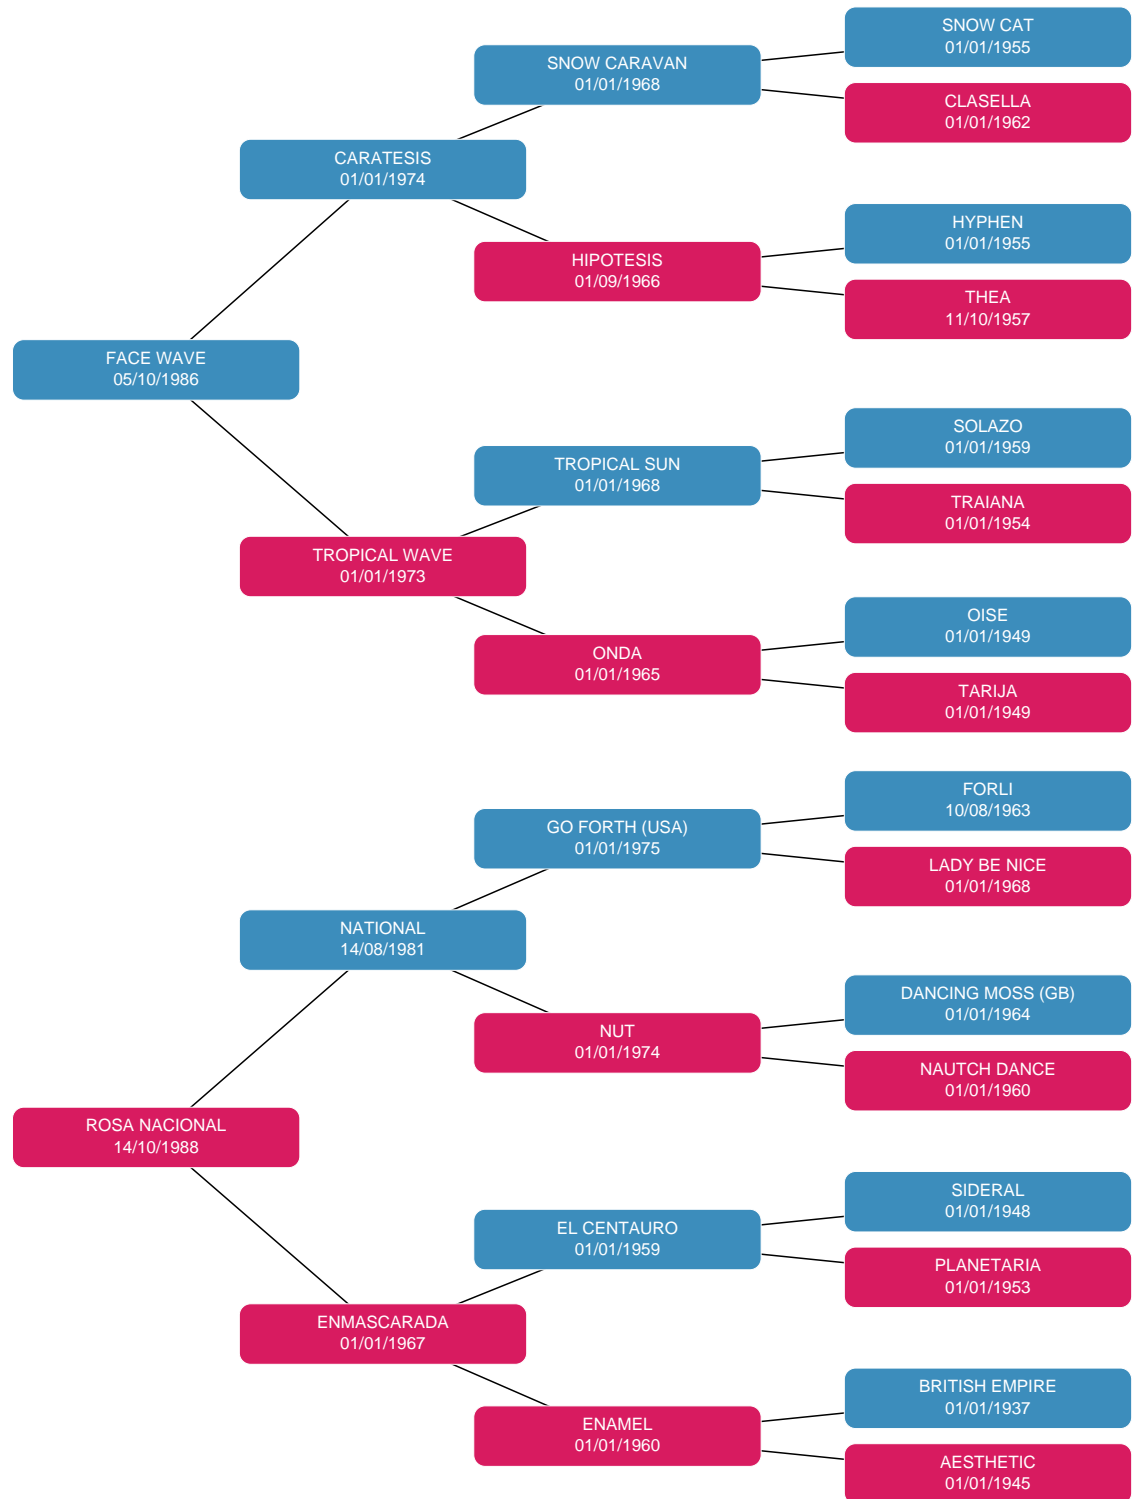 SNOW CAT
01/01/1955
SNOW CARAVAN
01/01/1968
CLASELLA
01/01/1962
CARATESIS
01/01/1974
HYPHEN
01/01/1955
HIPOTESIS
01/09/1966
THEA
11/10/1957
FACE WAVE
05/10/1986
SOLAZO
01/01/1959
TROPICAL SUN
01/01/1968
TRAIANA
01/01/1954
TROPICAL WAVE
01/01/1973
OISE
01/01/1949
ONDA
01/01/1965
TARIJA
01/01/1949
FORLI
10/08/1963
GO FORTH (USA)
01/01/1975
LADY BE NICE
01/01/1968
NATIONAL
14/08/1981
DANCING MOSS (GB)
01/01/1964
NUT
01/01/1974
NAUTCH DANCE
01/01/1960
ROSA NACIONAL
14/10/1988
SIDERAL
01/01/1948
EL CENTAURO
01/01/1959
PLANETARIA
01/01/1953
ENMASCARADA
01/01/1967
BRITISH EMPIRE
01/01/1937
ENAMEL
01/01/1960
AESTHETIC
01/01/1945